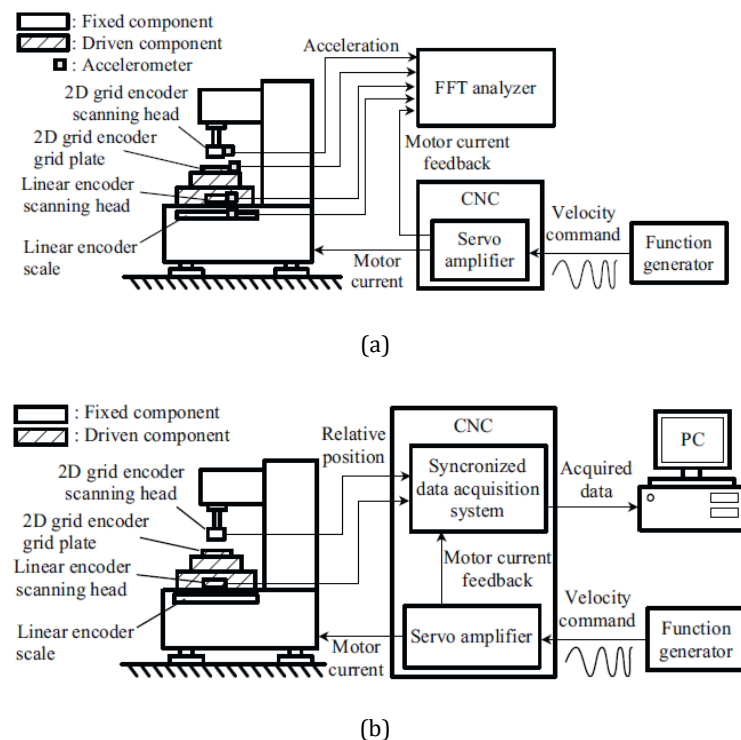 : Fixed component
: Driven component
: Accelerometer
Acceleration
2D grid encoder
scanning head
2D grid encoder
grid plate
Linear encoder
scanning head
Linear encoder
scale
FFT analyzer
Motor current
feedback
CNC
Servo
amplifier
Motor
current
Velocity
command
Function
generator
(a)
: Fixed component
: Driven component
Relative
position
2D grid encoder
scanning head
2D grid encoder
grid plate
Linear encoder
scanning head
Linear encoder
scale
CNC
Syncronized
data acquisition
system
Acquired
data
PC
Motor current
feedback
Servo amplifier
Motor
current
Velocity
command
Function
generator
(b)